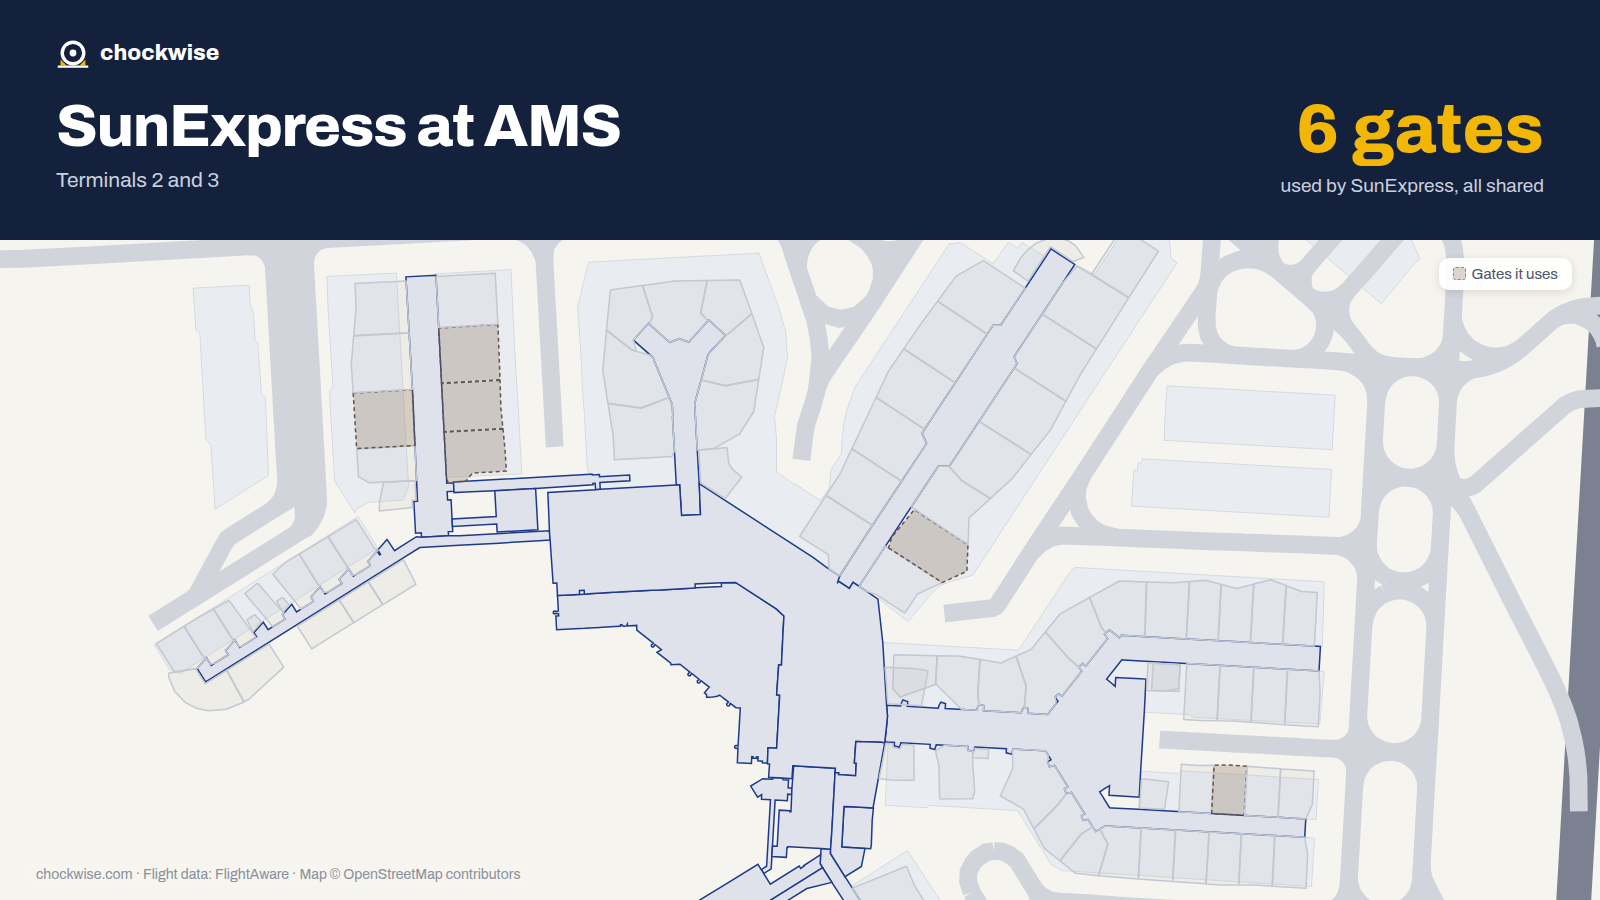 chockwise
SunExpress at AMS
Terminals 2 and 3
6 gates
used by SunExpress, all shared
Gates it uses
chockwise.com · Flight data: FlightAware · Map © OpenStreetMap contributors